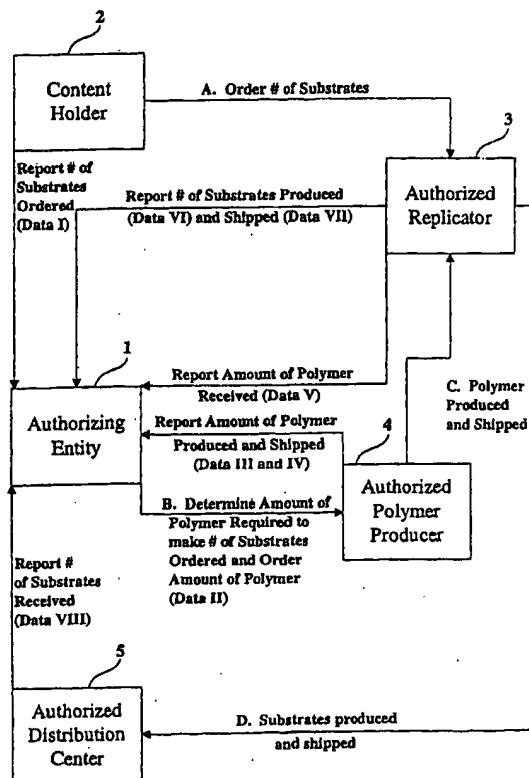 2
Content
Holder
A. Order # of Substrates
3
Authorized
Replicator
Report # of
Substrates
Ordered
(Data I)
Report # of Substrates Produced
(Data VI) and Shipped (Data VII)
1
Authorizing
Entity
Report Amount of Polymer
Received (Data V)
Report Amount of Polymer
Produced and Shipped
(Data III and IV)
4
Authorized
Polymer
Producer
C. Polymer
Produced
and Shipped
B. Determine Amount of
Polymer Required to
make # of Substrates
Ordered and Order
Amount of Polymer
(Data II)
Report #
of Substrates
Received
(Data VIII)
5
Authorized
Distribution
Center
D. Substrates produced
and shipped